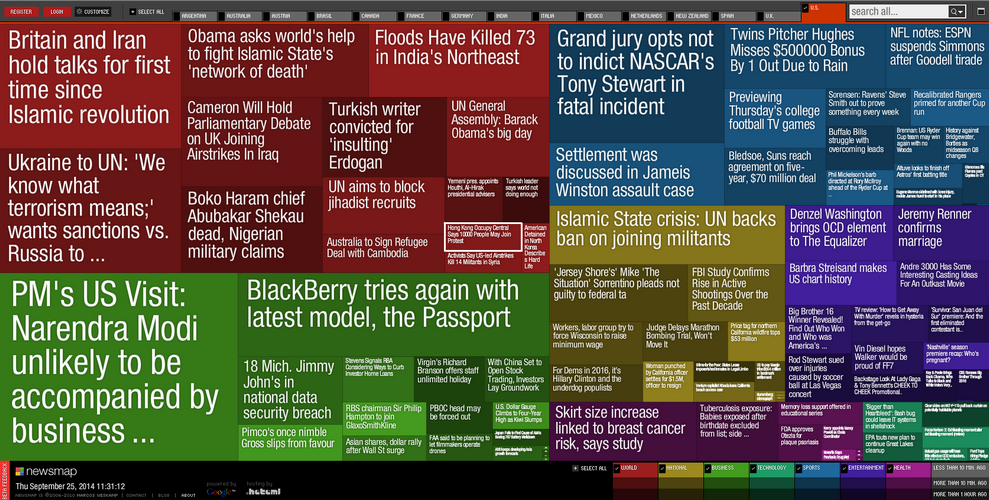 REGISTER
LOGIN
CUSTOMIZE
SELECT ALL
ARGENTINA
AUSTRALIA
AUSTRIA
BRASIL
CANADA
FRANCE
GERMANY
INDIA
ITALIA
MEXICO
NETHERLANDS
NEW ZEALAND
SPAIN
U.K.
U.S.
search all...
Britain and Iran
hold talks for first
time since
Islamic revolution
Obama asks world's help
to fight Islamic State's
'network of death'
Floods Have Killed 73
in India's Northeast
Cameron Will Hold
Parliamentary Debate
on UK Joining
Airstrikes In Iraq
Turkish writer
convicted for
'insulting'
Erdogan
UN General
Assembly: Barack
Obama's big day
Ukraine to UN: 'We
know what
terrorism means;'
wants sanctions vs.
Russia to ...
Boko Haram chief
Abubakar Shekau
dead, Nigerian
military claims
UN aims to block
jihadist recruits
Yemeni pres. appoints
Houthi, Al-Hirak
presidential advisers
Turkish leader
says world not
doing enough
Australia to Sign Refugee
Deal with Cambodia
Hong Kong Occupy Central
Says 10000 People May Join
Protest
Activists Say US-led Airstrikes
Kill 14 Militants in Syria
American
Detained
in North
Korea
Describe
s Hard
Life
Grand jury opts not
to indict NASCAR's
Tony Stewart in
fatal incident
Twins Pitcher Hughes
Misses $500000 Bonus
By 1 Out Due to Rain
NFL notes: ESPN
suspends Simmons
after Goodell tirade
Previewing
Thursday's college
football TV games
Sorensen: Ravens' Steve
Smith out to prove
something every week
Recalibrated Rangers
primed for another Cup
run
Buffalo Bills
struggle with
overcoming leads
Brennan: US Ryder
Cup team may win
again with no
Woods
History against
Bridgewater,
Bortles as
midseason QB
changes
Settlement was
discussed in Jameis
Winston assault case
Bledsoe, Suns reach
agreement on five-
year, $70 million deal
Phil Mickelson's barb
directed at Rory McIlroy
ahead of the Ryder Cup at
...
Altuve looks to finish off
Astros' first batting title
PM's US Visit:
Narendra Modi
unlikely to be
accompanied by
business ...
BlackBerry tries again with
latest model, the Passport
18 Mich. Jimmy
John's in
national data
security breach
Stevens Signals RBA
Considering Ways to Curb
Investor Home Loans
Virgin's Richard
Branson offers staff
unlimited holiday
With China Set to
Open Stock
Trading, Investors
Lay Groundwork
Pimco's once nimble
Gross slips from favour
RBS chairman Sir Philip
Hampton to join
GlaxoSmithKline
PBOC head may
be forced out
U.S. Dollar Gauge
Climbs to Four-Year
High as Kiwi Slumps
Asian shares, dollar rally
after Wall St surge
FAA said to be planning to
let filmmakers operate
drones
Islamic State crisis: UN backs
ban on joining militants
'Jersey Shore's' Mike 'The
Situation' Sorrentino pleads not
guilty to federal ta
FBI Study Confirms
Rise in Active
Shootings Over the
Past Decade
Workers, labor group try to
force Wisconsin to raise
minimum wage
Judge Delays Marathon
Bombing Trial, Won't
Move It
Price tag for northern
California wildfire tops
$53 million
For Dems in 2016, it's
Hillary Clinton and the
underdog populists
Woman punched
by California officer
settles for $1.5M,
officer to resign
Denzel Washington
brings OCD element
to The Equalizer
Jeremy Renner
confirms
marriage
Barbra Streisand makes
US chart history
Andre 3000 Has Some
Interesting Casting Ideas
For An Outkast Movie
Big Brother 16
Winner Revealed!
Find Out Who Won
and Who was
America's ...
TV review: 'How to Get Away
With Murder' revels in hysteria
from the get-go
'Survivor: San Juan del
Sur' premiere: And the
first eliminated
contestant is...
Vin Diesel hopes
Walker would be
proud of FF7
'Nashville' season
premiere recap: Who's
pregnant?
Rod Stewart sued
over injuries
caused by soccer
ball at Las Vegas
concert
Backstage Look At Lady Gaga
& Tony Bennett's CHEEK TO
CHEEK Promotional.
Skirt size increase
linked to breast cancer
risk, says study
Tuberculosis exposure:
Babies exposed after
birthdate excluded
from list; side ...
Memory loss support offered in
educational series
FDA approves
Otezla for
plaque psoriasis
'Bigger than
Heartbleed': Bash bug
could leave IT systems
in shellshock
EPA touts new plan to
continue Great Lakes
cleanup
BETA FEEDBACK
newsmap
Thu September 25, 2014 11:31:12
NEWSMAP IS ©2004-2010 MARCOS WESKAMP
CONTACT
BLOG
ABOUT
powered by
Google
hosting by
.hatomi
SELECT ALL
WORLD
NATIONAL
BUSINESS
TECHNOLOGY
SPORTS
ENTERTAINMENT
HEALTH
LESS THAN 10 MIN. AGO
MORE THAN 10 MIN. AGO
MORE THAN 1 HOUR AGO